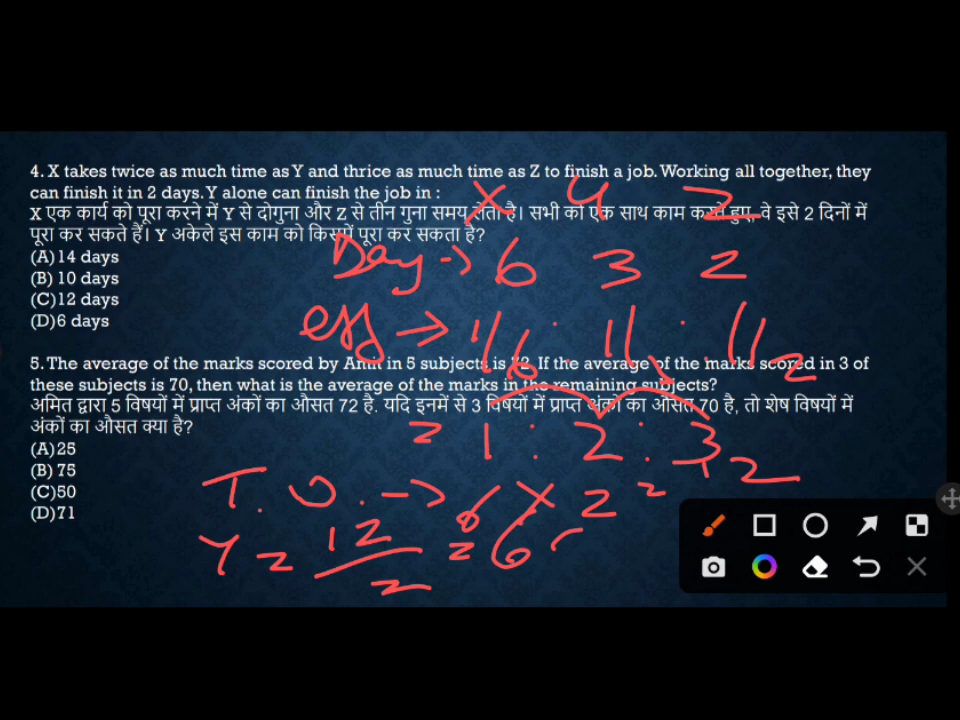 4. X takes twice as much time as Y and thrice as much time as Z to finish a job. Working all together, they
can finish it in 2 days. Y alone can finish the job in :
X एक कार्य को पूरा करने में Y से दोगुना और Z से तीन गुना समय लेता है। सभी को एक साथ काम करते हुए, वे इसे 2 दिनों में
पूरा कर सकते हैं। Y अकेले इस काम को कितने पूरा कर सकता है?
(A) 14 days
(B) 10 days
(C) 12 days
(D) 6 days
X Y Z
Day -> 6 3 2
eff -> 1/6 : 1/3 : 1/2
= 1 : 2 : 3
T.W. -> 6 X 2 = 12
Y = 12/2 = 6
5. The average of the marks scored by Amit in 5 subjects is 72. If the average of the marks scored in 3 of
these subjects is 70, then what is the average of the marks in the remaining subjects?
अमित द्वारा 5 विषयों में प्राप्त अंकों का औसत 72 है. यदि इनमें से 3 विषयों में प्राप्त अंकों का औसत 70 है, तो शेष विषयों में
अंकों का औसत क्या है?
(A) 25
(B) 75
(C) 50
(D) 71